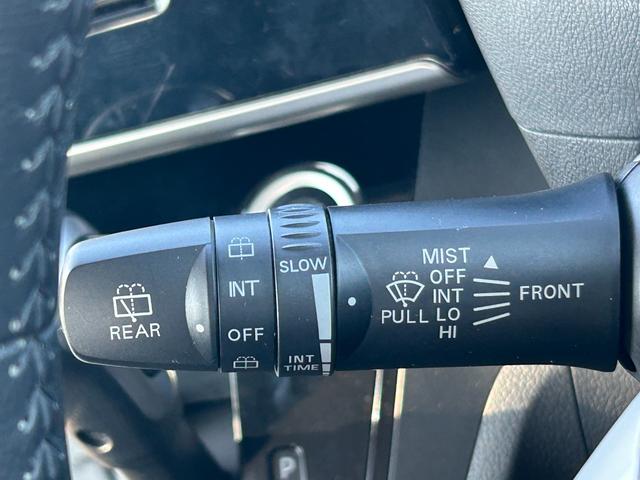 REAR
INT
OFF
SLOW
INT
TIME
PULL
MIST
OFF
INT
LO
HI
FRONT
P